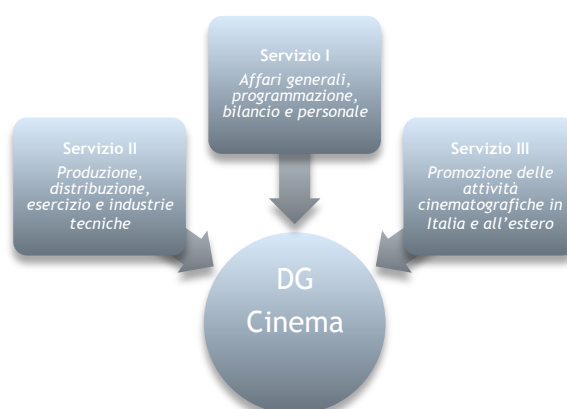 Servizio I
Affari generali,
programmazione,
bilancio e personale
Servizio II
Produzione,
distribuzione,
esercizio e industrie
tecniche
Servizio III
Promozione delle
attività
cinematografiche in
Italia e all’estero
DG
Cinema